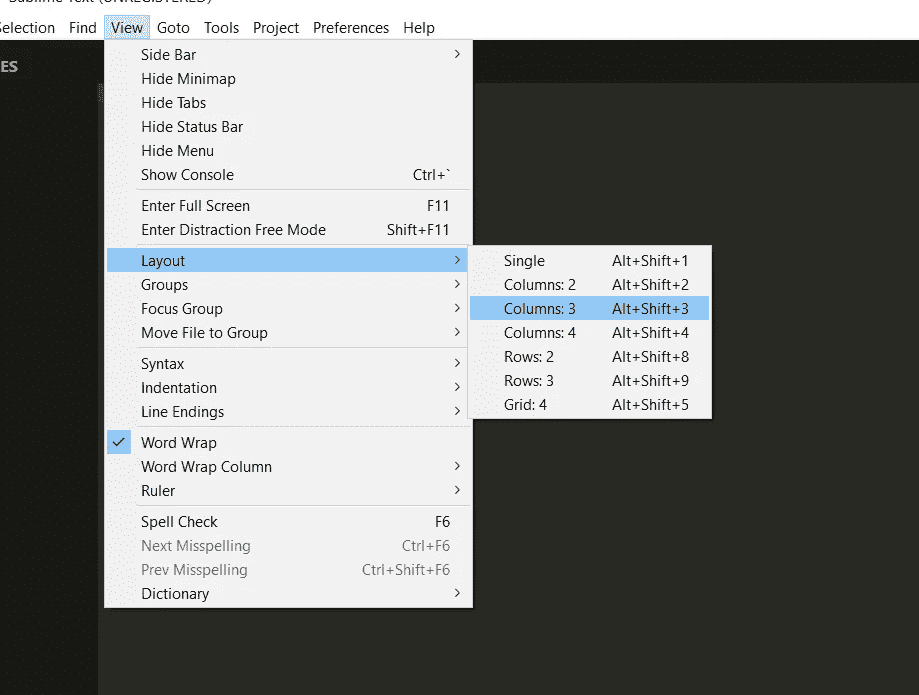 Sublime Text (UNREGISTERED)
Selection Find View Goto Tools Project Preferences Help
ES
Side Bar
Hide Minimap
Hide Tabs
Hide Status Bar
Hide Menu
Show Console Ctrl+`
Enter Full Screen F11
Enter Distraction Free Mode Shift+F11
Layout
Groups
Focus Group
Move File to Group
Syntax
Indentation
Line Endings
Word Wrap
Word Wrap Column
Ruler
Spell Check F6
Next Misspelling Ctrl+F6
Prev Misspelling Ctrl+Shift+F6
Dictionary
Single Alt+Shift+1
Columns: 2 Alt+Shift+2
Columns: 3 Alt+Shift+3
Columns: 4 Alt+Shift+4
Rows: 2 Alt+Shift+8
Rows: 3 Alt+Shift+9
Grid: 4 Alt+Shift+5